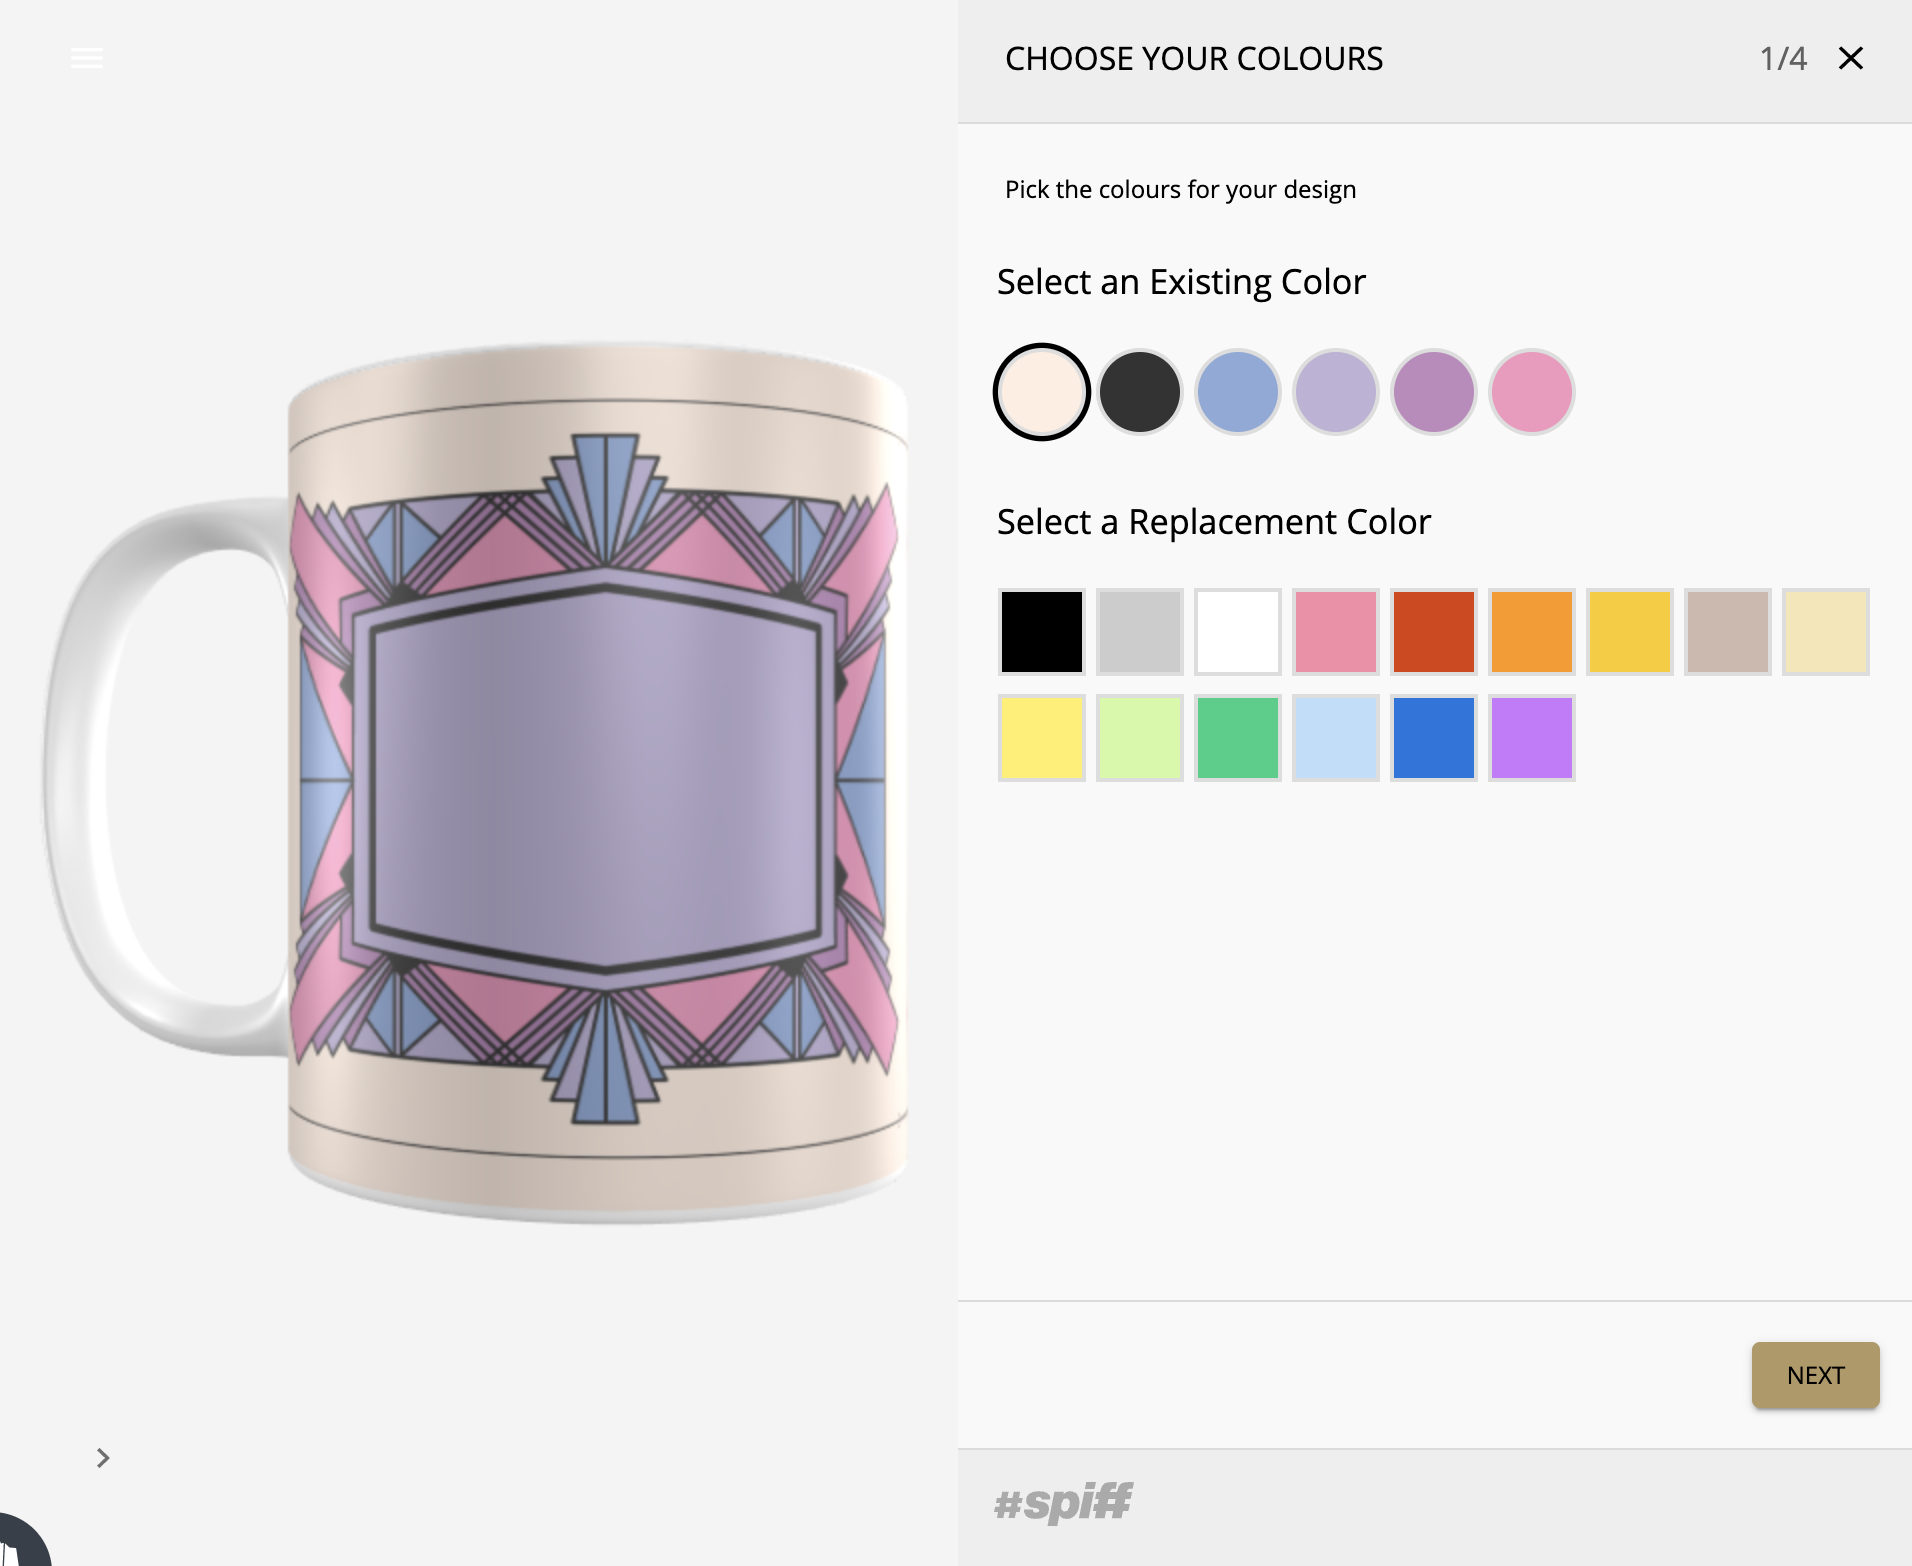 CHOOSE YOUR COLOURS 1/4
Pick the colours for your design
Select an Existing Color
Select a Replacement Color
NEXT
#spiff